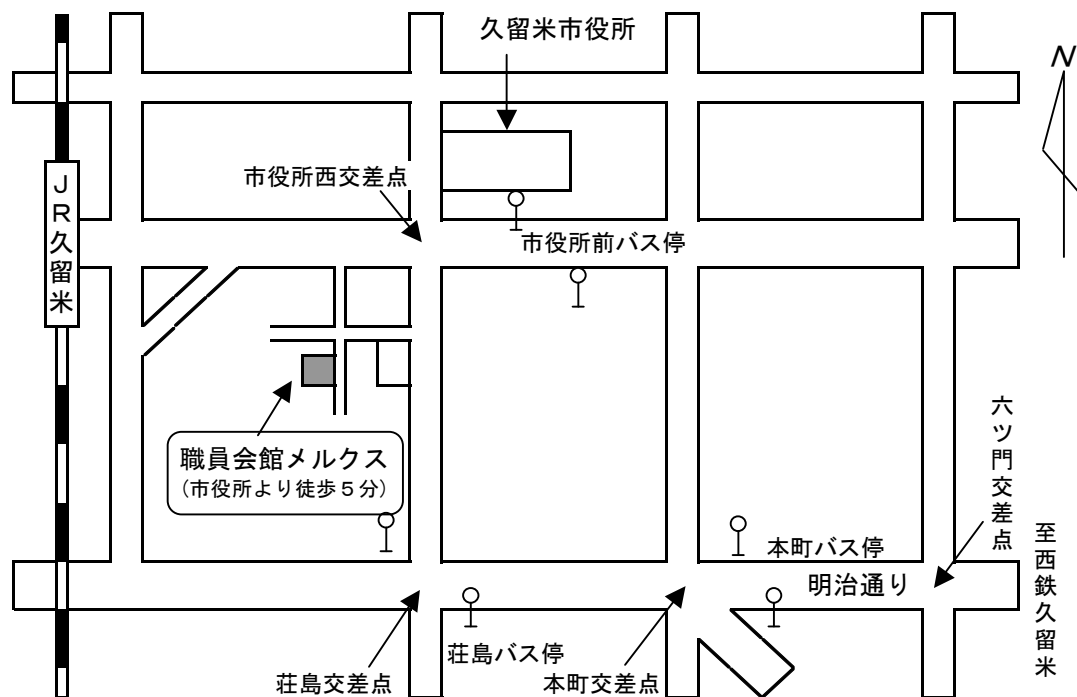 久留米市役所
N
市役所西交差点
JR久留米
市役所前バス停
職員会館メルクス
(市役所より徒歩５分)
六ツ門交差点
本町バス停
至西鉄久留米
明治通り
荘島バス停
荘島交差点
本町交差点